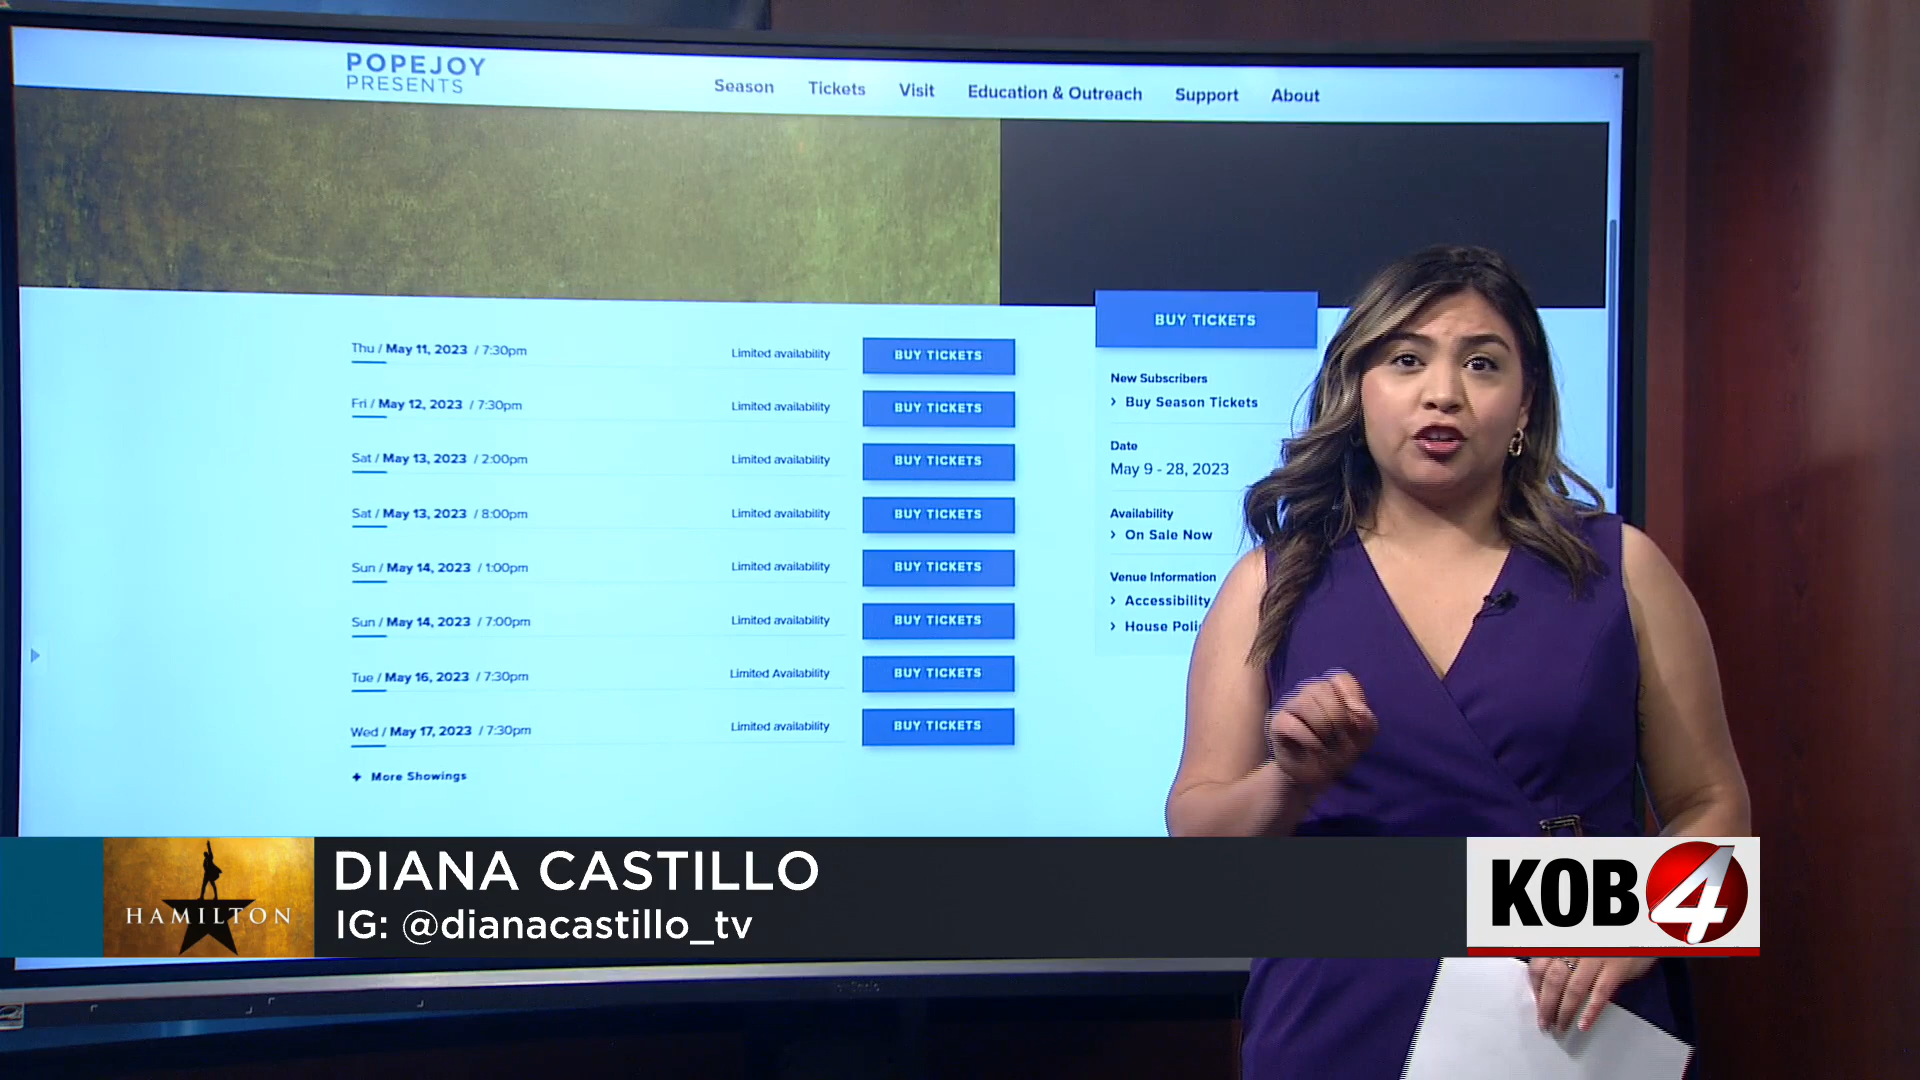 POPEJOY
PRESENTS
Season Tickets Visit Education & Outreach Support About
BUY TICKETS
Thu / May 11, 2023 / 7:30pm Limited availability BUY TICKETS
Fri / May 12, 2023 / 7:30pm Limited availability BUY TICKETS
Sat / May 13, 2023 / 2:00pm Limited availability BUY TICKETS
Sat / May 13, 2023 / 8:00pm Limited availability BUY TICKETS
Sun / May 14, 2023 / 1:00pm Limited availability BUY TICKETS
Sun / May 14, 2023 / 7:00pm Limited availability BUY TICKETS
Tue / May 16, 2023 / 7:30pm Limited Availability BUY TICKETS
Wed / May 17, 2023 / 7:30pm Limited availability BUY TICKETS
+ More Showings
New Subscribers
> Buy Season Tickets
Date
May 9 - 28, 2023
Availability
> On Sale Now
Venue Information
> Accessibility
> House Poli
HAMILTON
DIANA CASTILLO
IG: @dianacastillo_tv
KOB 4